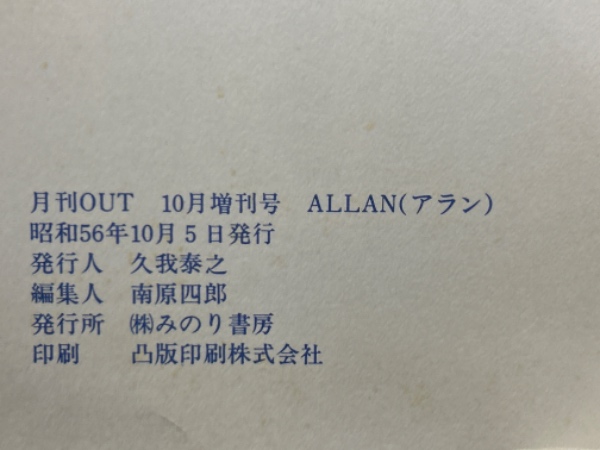 月刊OUT　10月増刊号　ALLAN(アラン)
昭和56年10月5日発行
発行人　久我泰之
編集人　南原四郎
発行所　㈱みのり書房
印刷　　凸版印刷株式会社